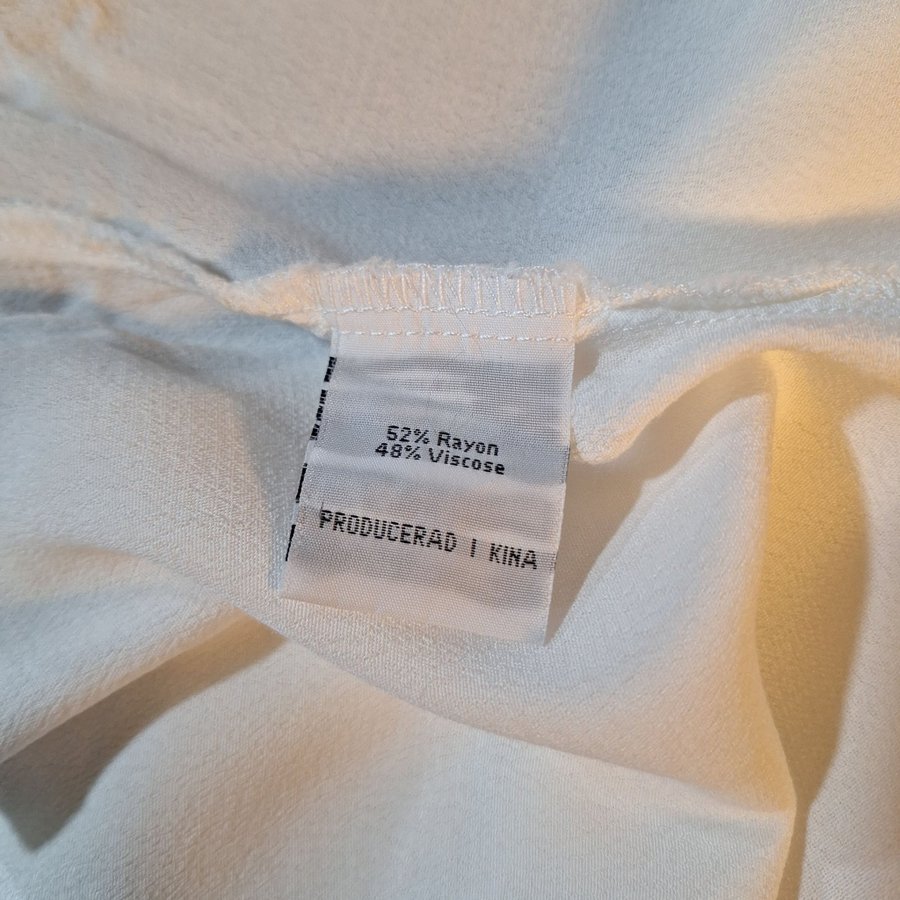 52% Rayon
48% Viscose
PRODUCERAD I KINA